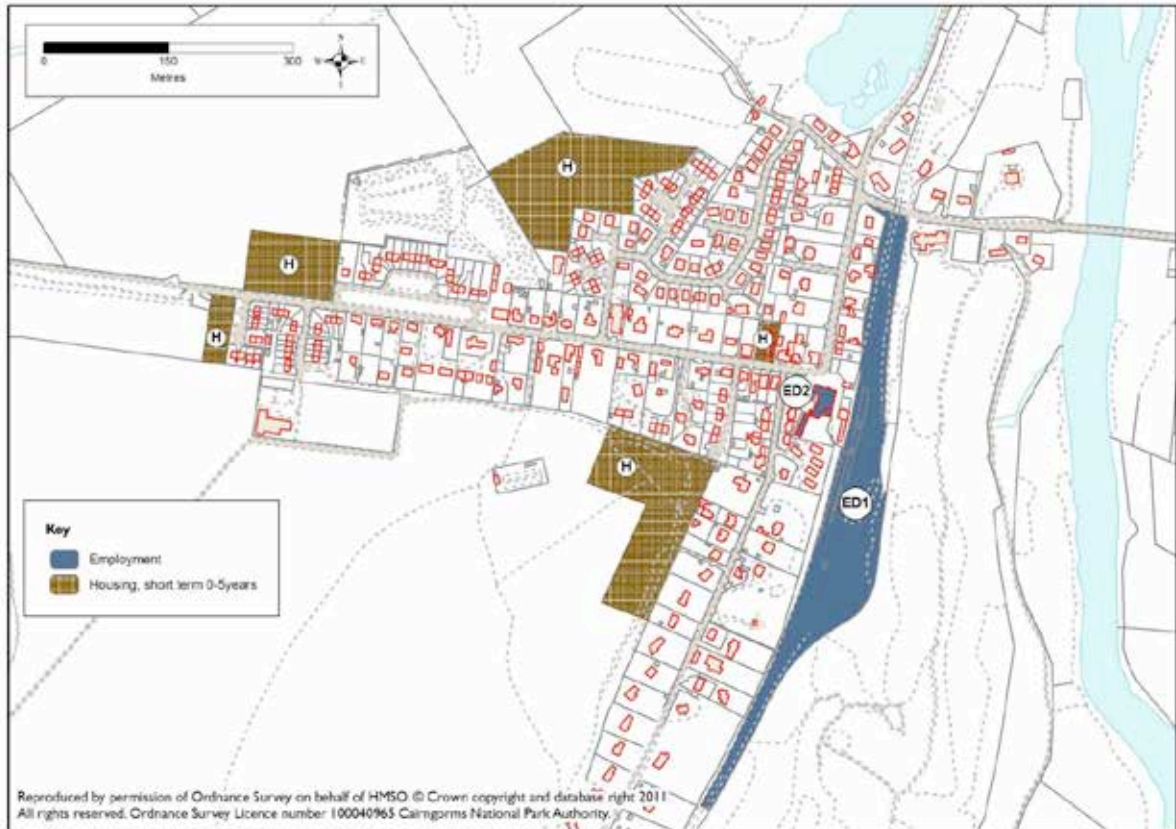 N
W E
S
0 150 300
Metres
H
H
H
H
ED2
H
ED1
Key
Employment
Housing, short term 0-5years
Reproduced by permission of Ordnance Survey on behalf of HMSO © Crown copyright and database right 2011
All rights reserved. Ordnance Survey Licence number 100040965 Cairngorms National Park Authority.